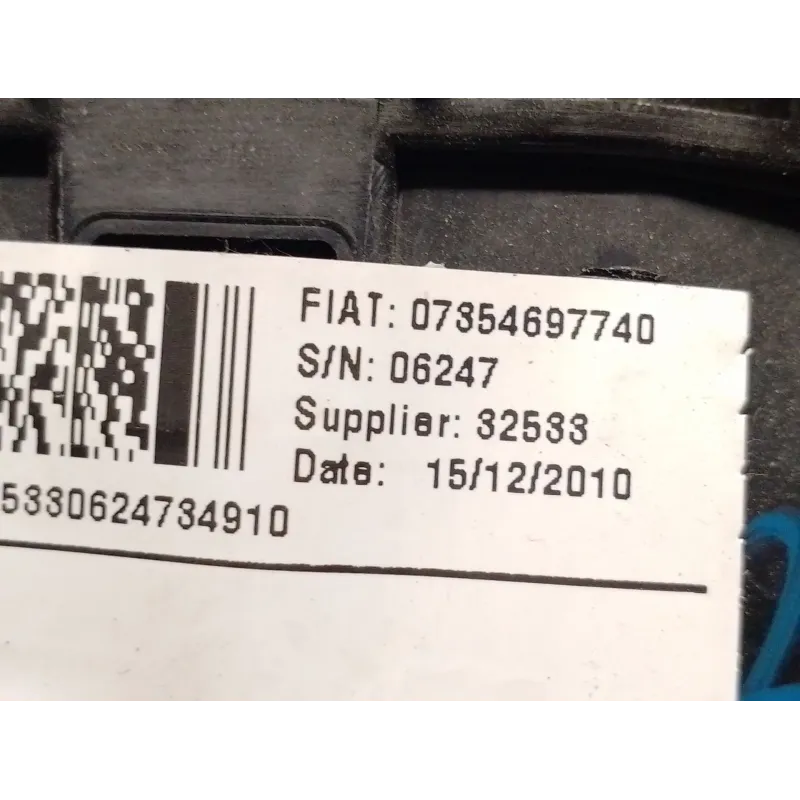 FIAT: 07354697740
S/N: 06247
Supplier: 32533
Date: 15/12/2010
5330624734910